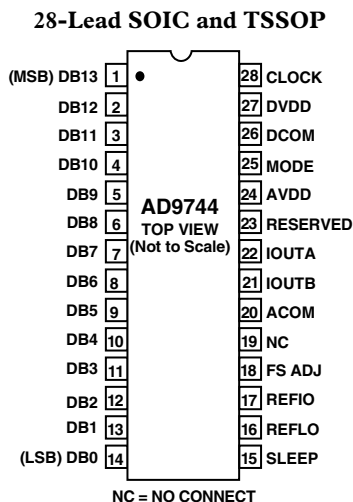 28-Lead SOIC and TSSOP
(MSB) DB13 1 28 CLOCK
DB12 2 27 DVDD
DB11 3 26 DCOM
DB10 4 25 MODE
DB9 5 24 AVDD
AD9744
DB8 6 23 RESERVED
TOP VIEW
(Not to Scale)
DB7 7 22 IOUTA
DB6 8 21 IOUTB
DB5 9 20 ACOM
DB4 10 19 NC
DB3 11 18 FS ADJ
DB2 12 17 REFIO
DB1 13 16 REFLO
(LSB) DB0 14 15 SLEEP
NC = NO CONNECT